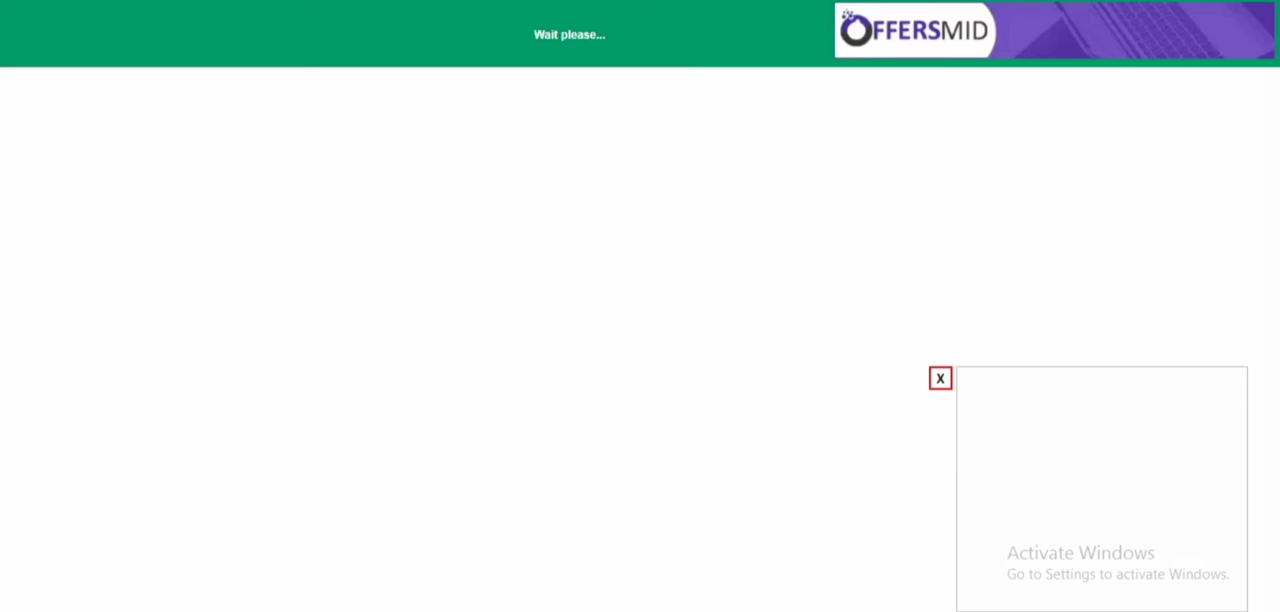 Wait please...
OFFERSMID
X
Activate Windows
Go to Settings to activate Windows.